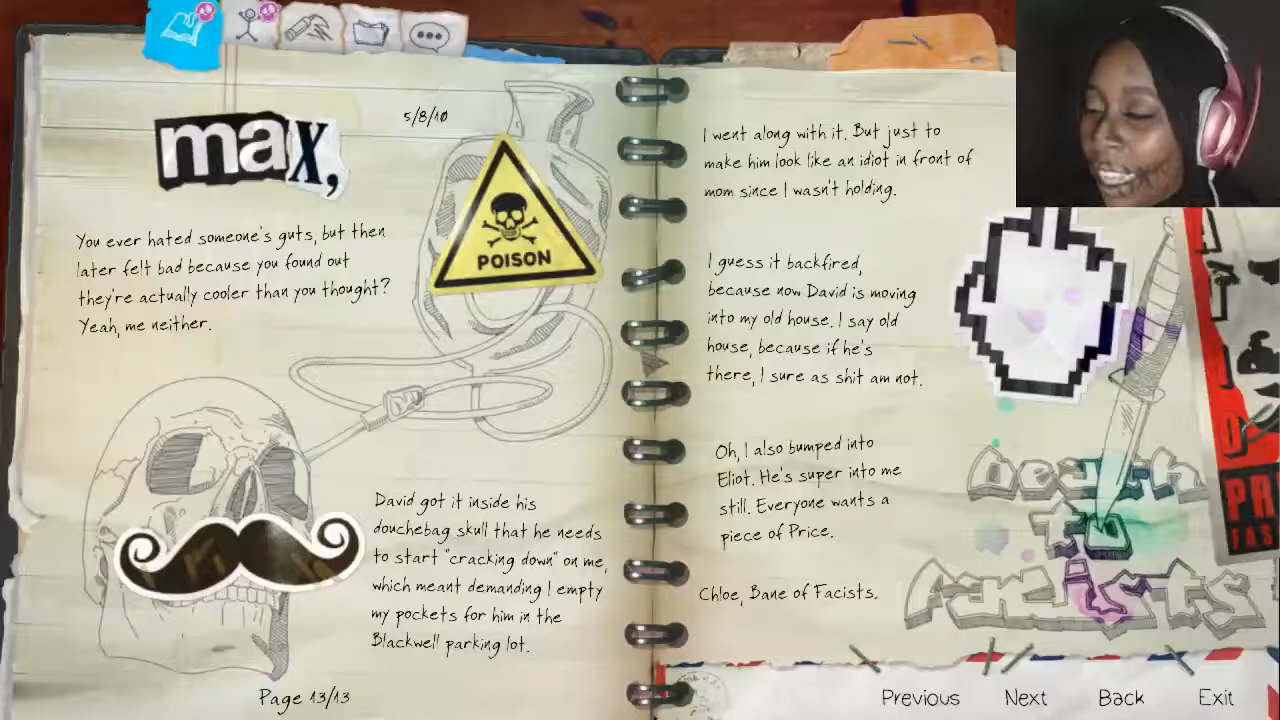 max,
5/8/10
POISON
You ever hated someone's guts, but then
later felt bad because you found out
they're actually cooler than you thought?
Yeah, me neither.
David got it inside his
douchebag skull that he needs
to start "cracking down" on me,
which meant demanding I empty
my pockets for him in the
Blackwell parking lot.
Page 13/13
I went along with it. But just to
make him look like an idiot in front of
mom since I wasn't holding.
I guess it backfired,
because now David is moving
into my old house. I say old
house, because if he's
there, I sure as shit am not.
Oh, I also bumped into
Eliot. He's super into me
still. Everyone wants a
piece of Price.
Chloe, Bane of Facists.
death
to
PR
FAS
Previous Next Back Exit